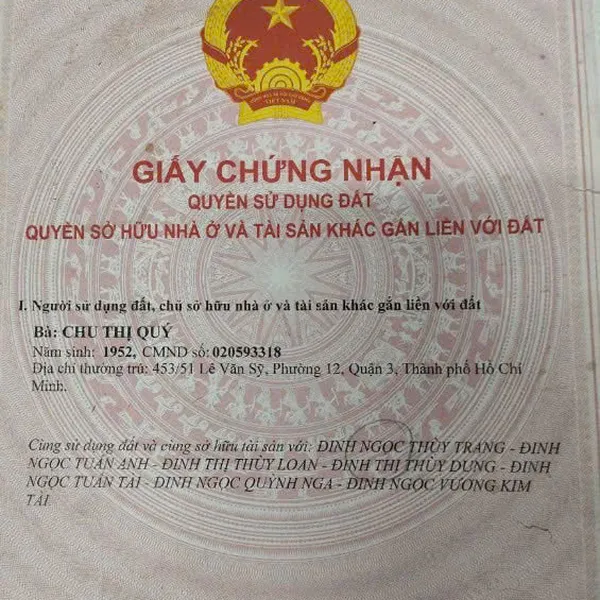 VIỆT NAM
GIẤY CHỨNG NHẬN
QUYỀN SỬ DỤNG ĐẤT
QUYỀN SỞ HỮU NHÀ Ở VÀ TÀI SẢN KHÁC GẮN LIỀN VỚI ĐẤT
I. Người sử dụng đất, chủ sở hữu nhà ở và tài sản khác gắn liền với đất
Bà: CHU THỊ QUÝ
Năm sinh: 1952, CMND số: 020593318
Địa chỉ thường trú: 453/51 Lê Văn Sỹ, Phường 12, Quận 3, Thành phố Hồ Chí
Minh.
Cùng sử dụng đất và cùng sở hữu tài sản với: ĐINH NGỌC THÙY TRANG - ĐINH
NGỌC TUẤN ANH - ĐINH THỊ THÙY LOAN - ĐINH THỊ THÙY DUNG - ĐINH
NGỌC TUẤN TÀI - ĐINH NGỌC QUỲNH NGA - ĐINH NGỌC VƯƠNG KIM
TÀI.